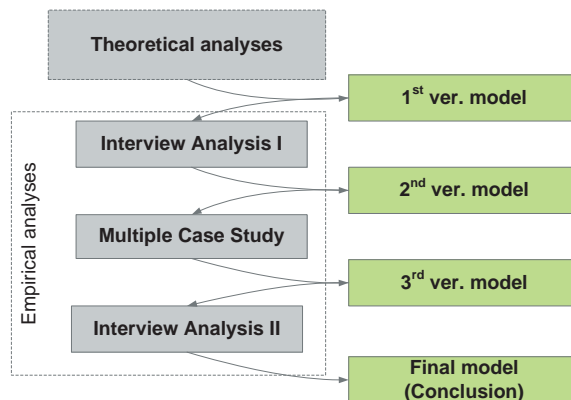 Theoretical analyses
1st ver. model
Empirical analyses
Interview Analysis I
2nd ver. model
Multiple Case Study
3rd ver. model
Interview Analysis II
Final model
(Conclusion)